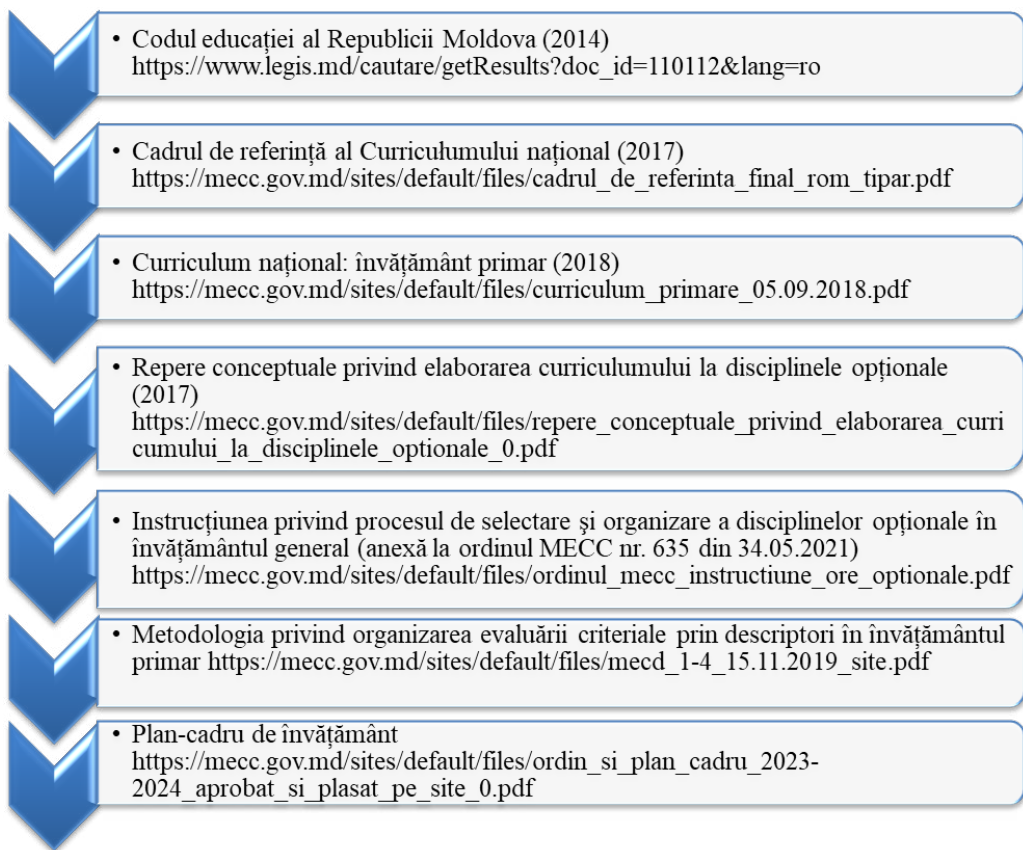 • Codul educației al Republicii Moldova (2014)
https://www.legis.md/cautare/getResults?doc_id=110112&lang=ro
• Cadrul de referință al Curricułumului național (2017)
https://mecc.gov.md/sites/default/files/cadrul_de_referinta_final_rom_tipar.pdf
• Curriculum național: învățământ primar (2018)
https://mecc.gov.md/sites/default/files/curriculum_primare_05.09.2018.pdf
• Repere conceptuale privind elaborarea curriculumului la disciplinele opționale
(2017)
https://mecc.gov.md/sites/default/files/repere_conceptuale_privind_elaborarea_curri
cumului_la_disciplinele_optionale_0.pdf
• Instrucțiunea privind procesul de selectare şi organizare a disciplinelor opționale în
învățământul general (anexă la ordinul MECC nr. 635 din 34.05.2021)
https://mecc.gov.md/sites/default/files/ordinul_mecc_instructiune_ore_optionale.pdf
• Metodologia privind organizarea evaluării criteriale prin descriptori în învățământul
primar https://mecc.gov.md/sites/default/files/mecd_1-4_15.11.2019_site.pdf
• Plan-cadru de învățământ
https://mecc.gov.md/sites/default/files/ordin_si_plan_cadru_2023-
2024_aprobat_si_plasat_pe_site_0.pdf